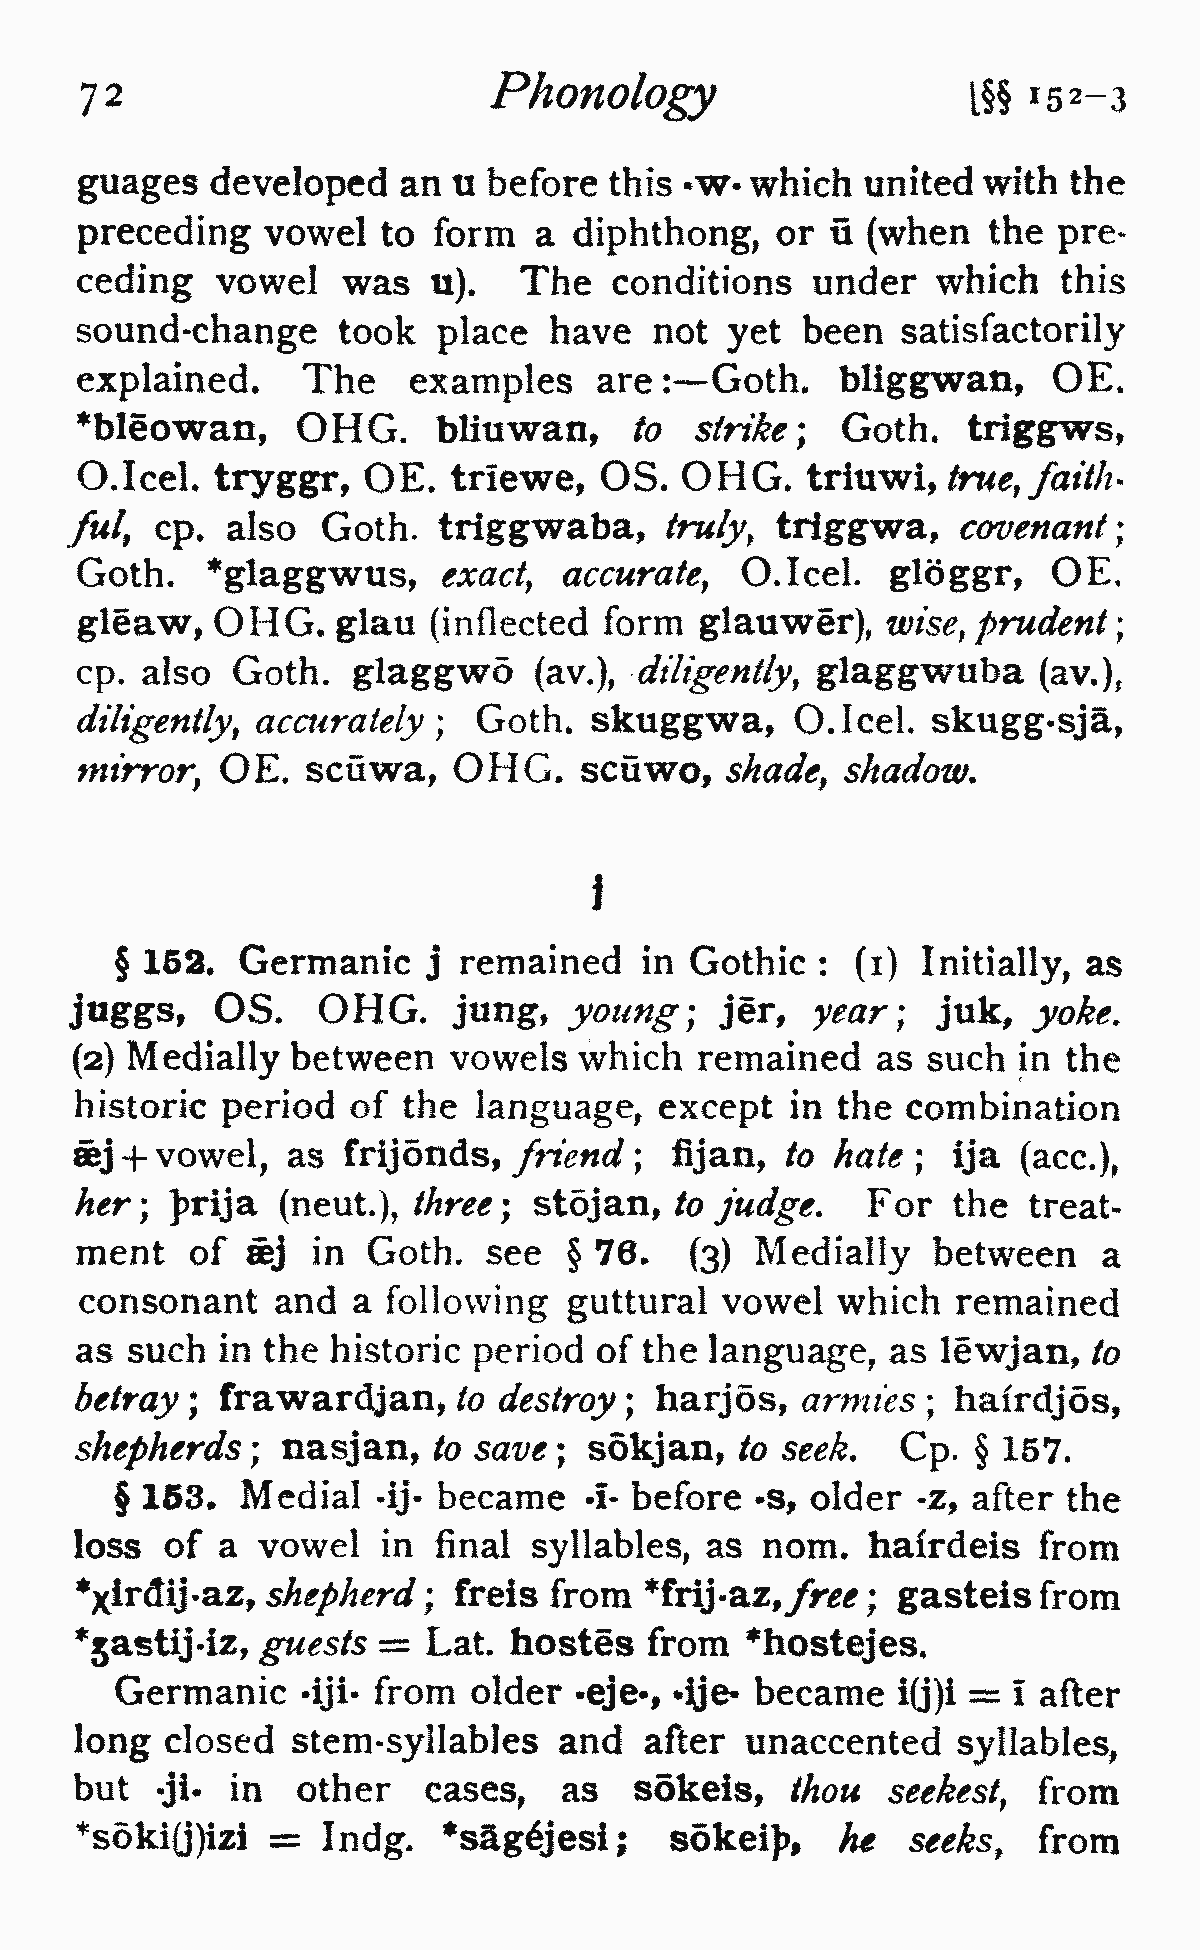 72 Phonology [§§ 152–3
guages developed an u before this -w- which united with the
preceding vowel to form a diphthong, or ū (when the pre-
ceding vowel was u). The conditions under which this
sound-change took place have not yet been satisfactorily
explained. The examples are:—Goth. bliggwan, OE.
*blēowan, OHG. bliuwan, to strike; Goth. triggws,
O.Icel. tryggr, OE. trīewe, OS. OHG. triuwi, true, faith-
ful, cp. also Goth. triggwaba, truly, triggwa, covenant;
Goth. *glaggwus, exact, accurate, O.Icel. glöggr, OE.
glēaw, OHG. glau (inflected form glauwēr), wise, prudent;
cp. also Goth. glaggwō (av.), diligently, glaggwuba (av.),
diligently, accurately; Goth. skuggwa, O.Icel. skugg-sjā,
mirror, OE. scūwa, OHG. scūwo, shade, shadow.
j
§ 152. Germanic j remained in Gothic: (1) Initially, as
juggs, OS. OHG. jung, young; jēr, year; juk, yoke.
(2) Medially between vowels which remained as such in the
historic period of the language, except in the combination
ǣj+vowel, as frijōnds, friend; fijan, to hate; ija (acc.),
her; þrija (neut.), three; stōjan, to judge. For the treat-
ment of ǣj in Goth. see § 76. (3) Medially between a
consonant and a following guttural vowel which remained
as such in the historic period of the language, as lēwjan, to
betray; frawardjan, to destroy; harjōs, armies; haírdjōs,
shepherds; nasjan, to save; sōkjan, to seek. Cp. § 157.
§ 153. Medial -ij- became -ī- before -s, older -z, after the
loss of a vowel in final syllables, as nom. haírdeis from
*χirđij-az, shepherd; freis from *frij-az, free; gasteis from
*ʒastij-iz, guests = Lat. hostēs from *hostejes.
Germanic -iji- from older -eje-, -ije- became i(j)i = ī after
long closed stem-syllables and after unaccented syllables,
but -ji- in other cases, as sōkeis, thou seekest, from
*sōki(j)izi = Indg. *sāgéjesi; sōkeiþ, he seeks, from